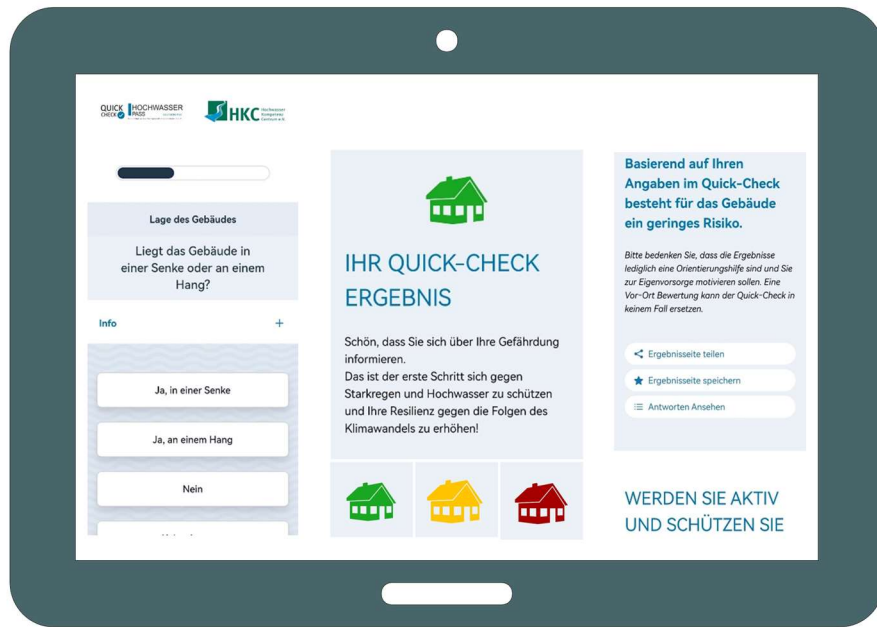 QUICK CHECK
HOCHWASSER PASS
HKC
Hochwasser
Kompetenz
Centrum e.V.
Lage des Gebäudes
Liegt das Gebäude in
einer Senke oder an einem
Hang?
Info +
Ja, in einer Senke
Ja, an einem Hang
Nein
IHR QUICK-CHECK
ERGEBNIS
Schön, dass Sie sich über Ihre Gefährdung
informieren.
Das ist der erste Schritt sich gegen
Starkregen und Hochwasser zu schützen
und Ihre Resilienz gegen die Folgen des
Klimawandels zu erhöhen!
Basierend auf Ihren
Angaben im Quick-Check
besteht für das Gebäude
ein geringes Risiko.
Bitte bedenken Sie, dass die Ergebnisse
lediglich eine Orientierungshilfe sind und Sie
zur Eigenvorsorge motivieren sollen. Eine
Vor-Ort Bewertung kann der Quick-Check in
keinem Fall ersetzen.
Ergebnisseite teilen
Ergebnisseite speichern
Antworten Ansehen
WERDEN SIE AKTIV
UND SCHÜTZEN SIE